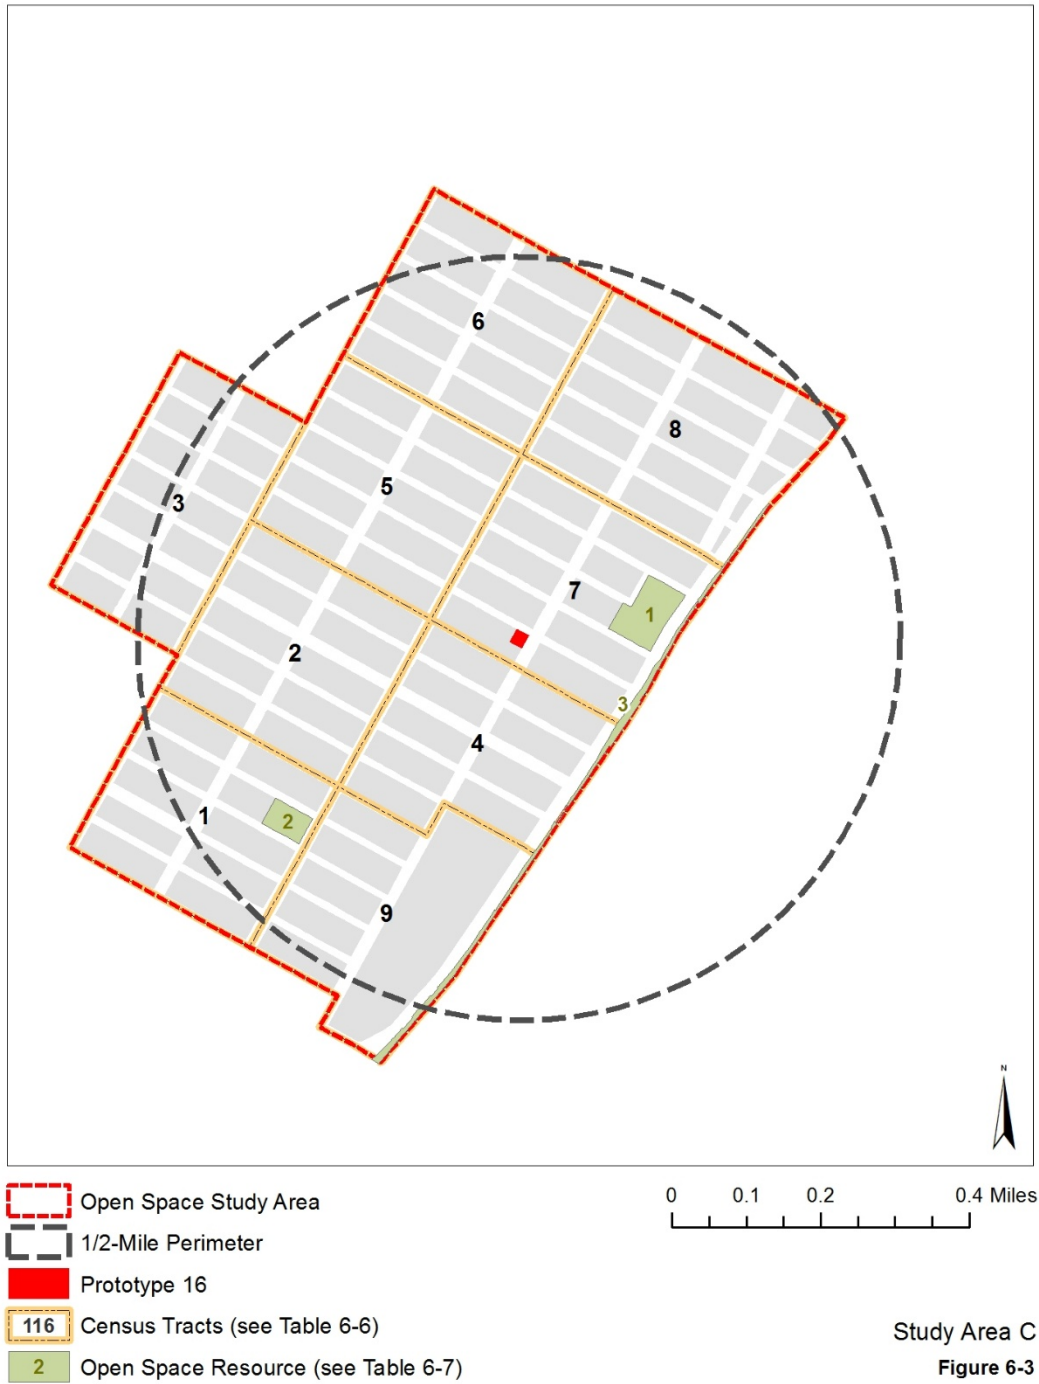 6
8
5
3
7
1
2
3
4
1
2
9
N
Open Space Study Area
1/2-Mile Perimeter
Prototype 16
116 Census Tracts (see Table 6-6)
2 Open Space Resource (see Table 6-7)
0 0.1 0.2 0.4 Miles
Study Area C
Figure 6-3